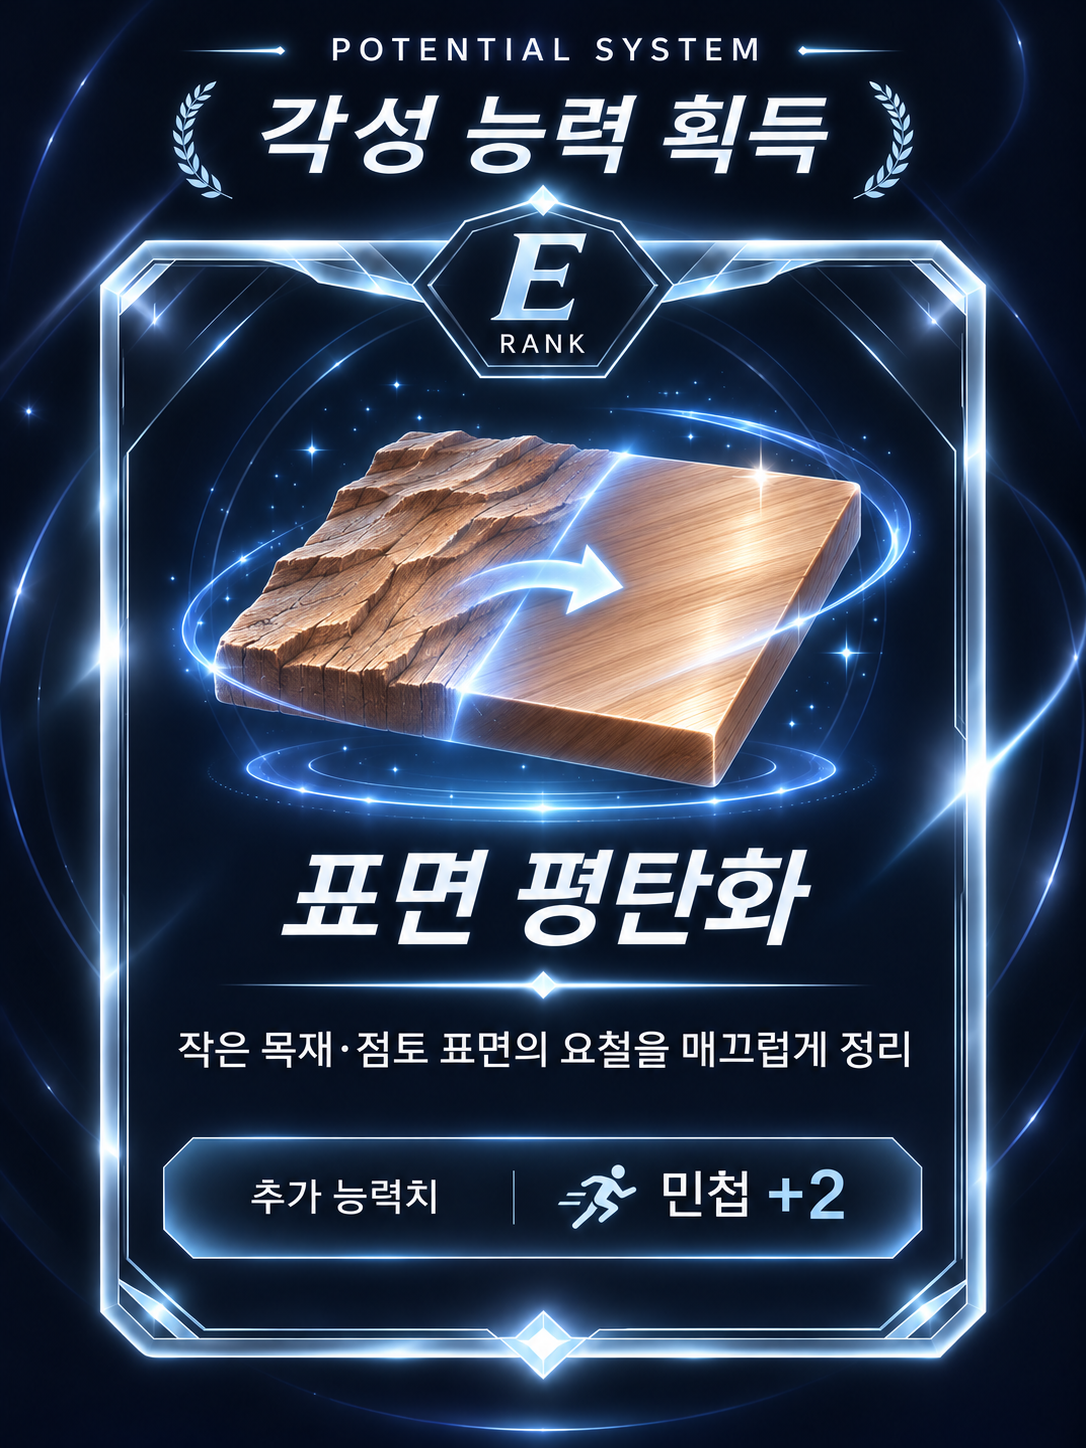 POTENTIAL SYSTEM
각성 능력 획득
E
RANK
표면 평탄화
작은 목재·점토 표면의 요철을 매끄럽게 정리
추가 능력치 민첩 +2